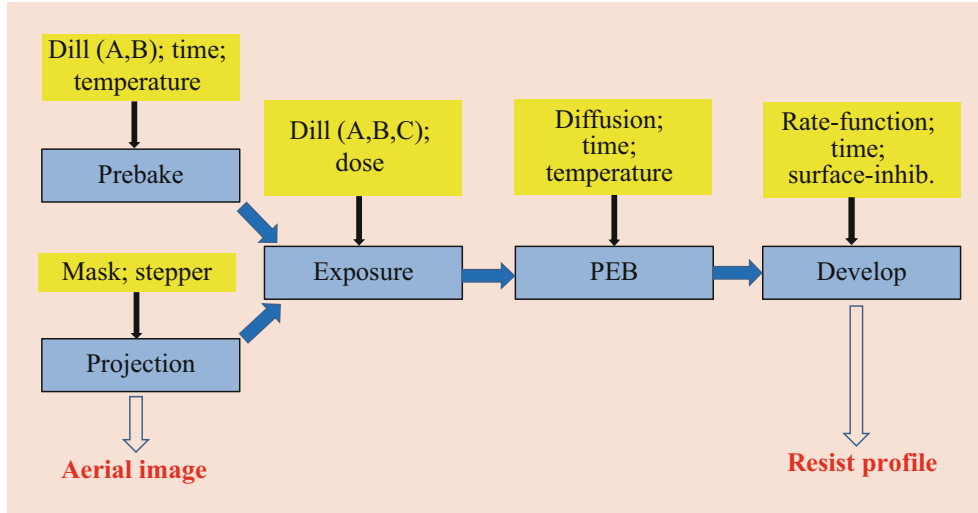 Dill (A,B); time;
temperature
Prebake
Mask; stepper
Projection
Aerial image
Dill (A,B,C);
dose
Exposure
Diffusion;
time;
temperature
PEB
Rate-function;
time;
surface-inhib.
Develop
Resist profile